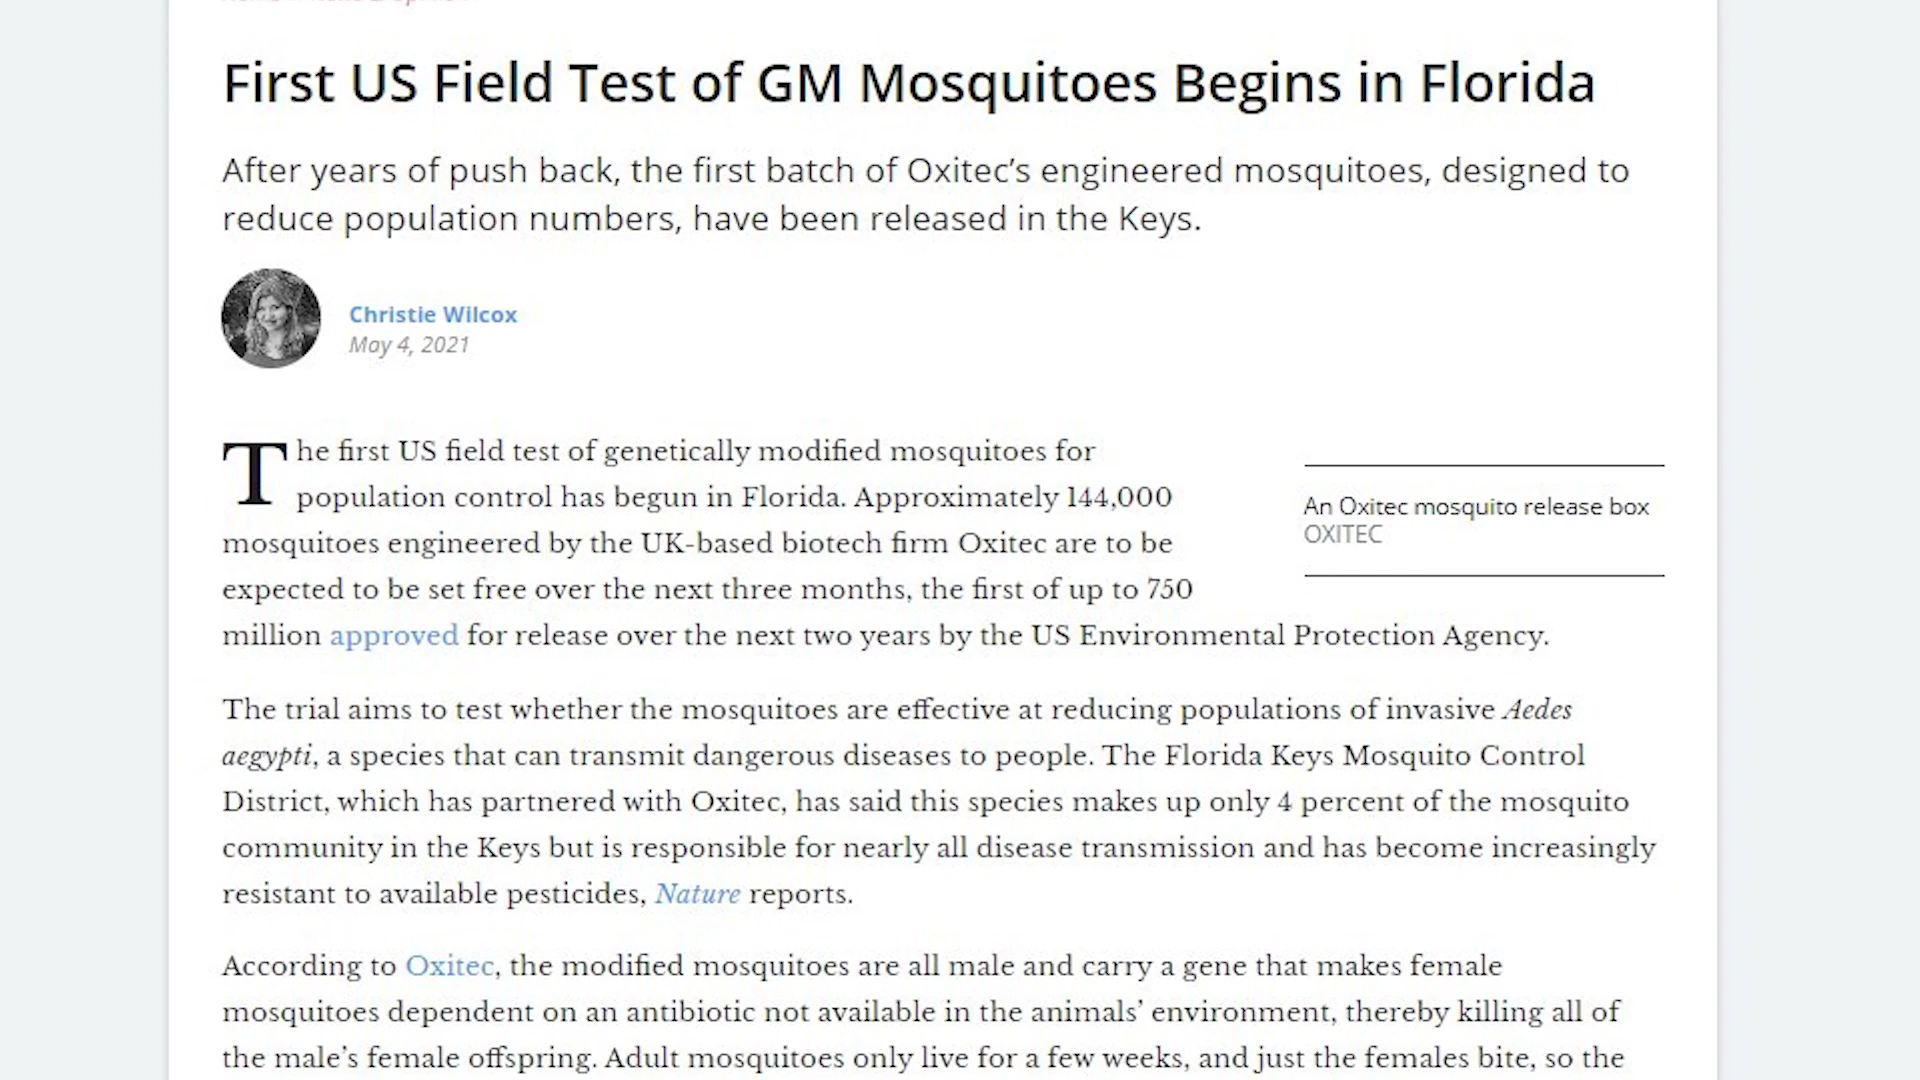 First US Field Test of GM Mosquitoes Begins in Florida
After years of push back, the first batch of Oxitec’s engineered mosquitoes, designed to
reduce population numbers, have been released in the Keys.
Christie Wilcox
May 4, 2021
The first US field test of genetically modified mosquitoes for
population control has begun in Florida. Approximately 144,000
mosquitoes engineered by the UK-based biotech firm Oxitec are to be
expected to be set free over the next three months, the first of up to 750
million approved for release over the next two years by the US Environmental Protection Agency.
An Oxitec mosquito release box
OXITEC
The trial aims to test whether the mosquitoes are effective at reducing populations of invasive Aedes
aegypti, a species that can transmit dangerous diseases to people. The Florida Keys Mosquito Control
District, which has partnered with Oxitec, has said this species makes up only 4 percent of the mosquito
community in the Keys but is responsible for nearly all disease transmission and has become increasingly
resistant to available pesticides, Nature reports.
According to Oxitec, the modified mosquitoes are all male and carry a gene that makes female
mosquitoes dependent on an antibiotic not available in the animals’ environment, thereby killing all of
the male’s female offspring. Adult mosquitoes only live for a few weeks, and just the females bite, so the